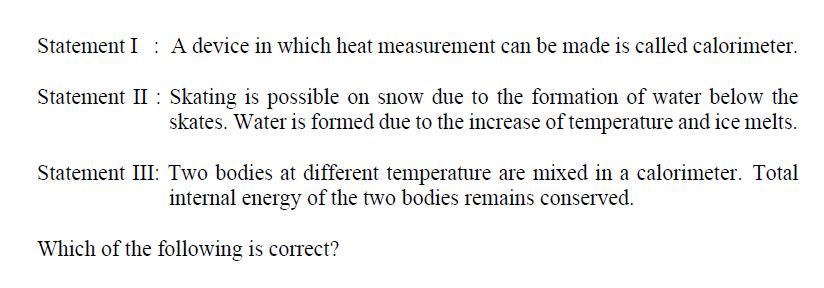 Statement I : A device in which heat measurement can be made is called calorimeter.
Statement II : Skating is possible on snow due to the formation of water below the
skates. Water is formed due to the increase of temperature and ice melts.
Statement III: Two bodies at different temperature are mixed in a calorimeter. Total
internal energy of the two bodies remains conserved.
Which of the following is correct?